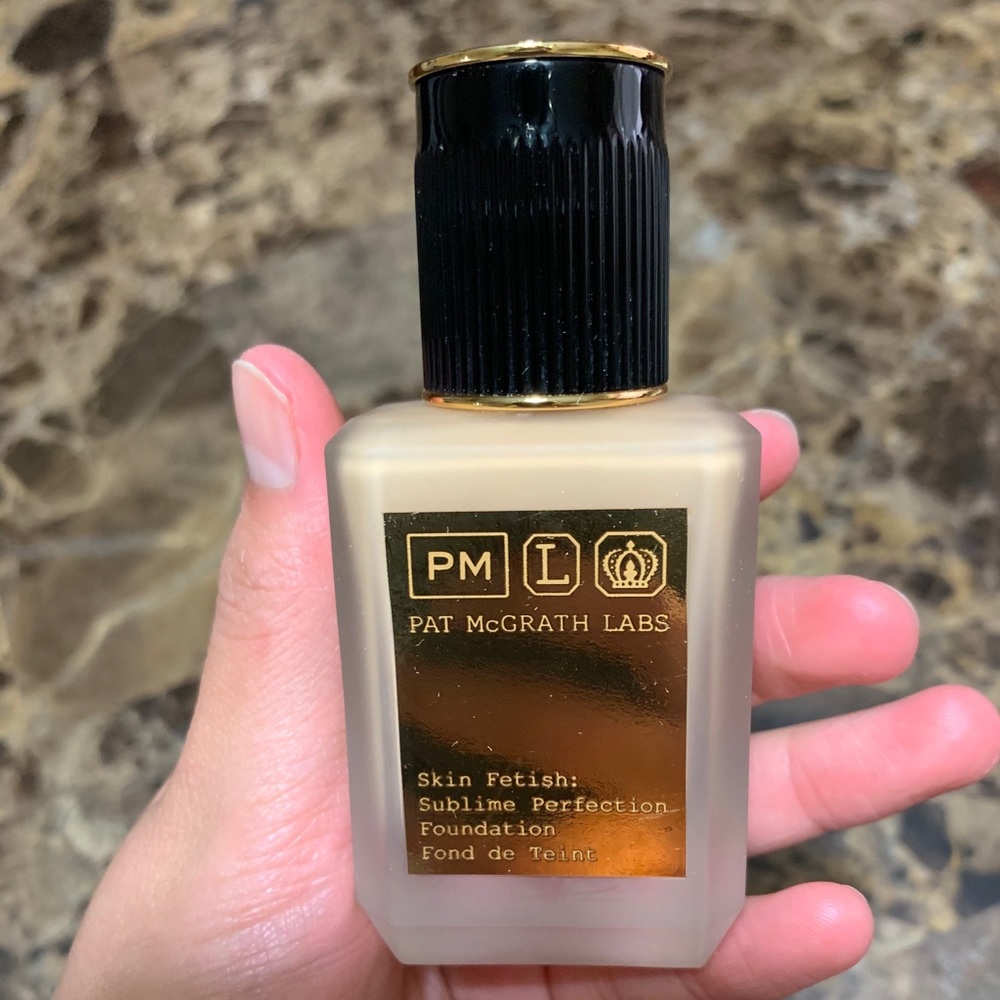 PM L
PAT McGRATH LABS
Skin Fetish:
Sublime Perfection
Foundation
Fond de Teint